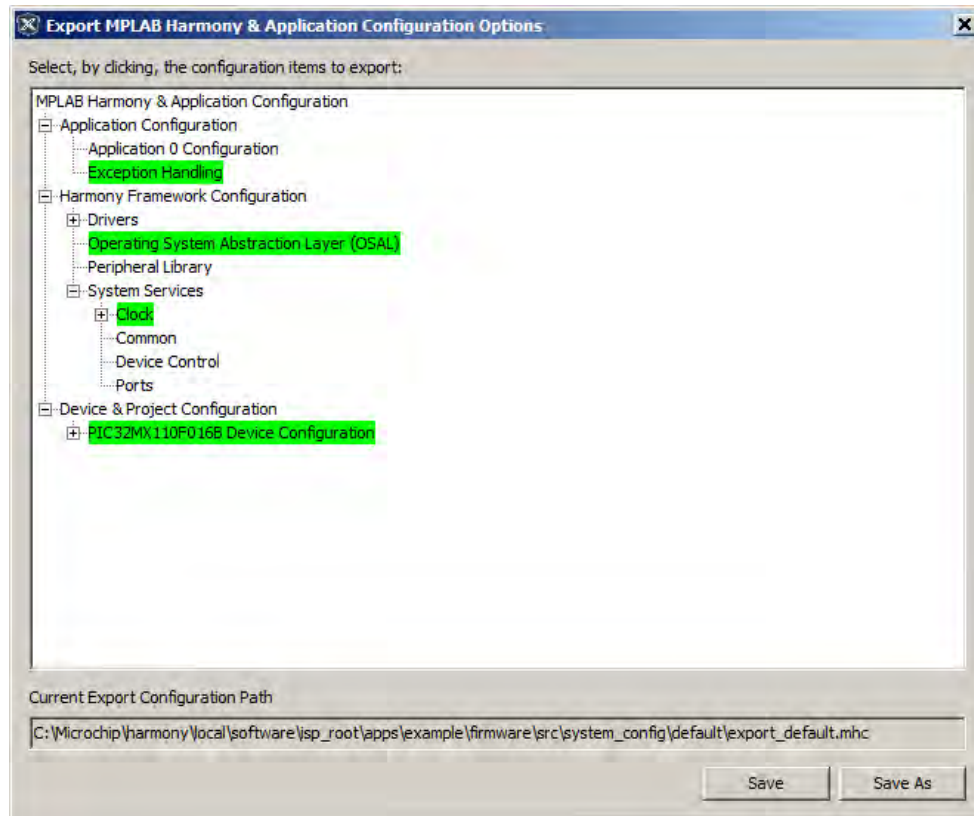 Export MPLAB Harmony & Application Configuration Options
Select, by clicking, the configuration items to export:
MPLAB Harmony & Application Configuration
Application Configuration
Application 0 Configuration
Exception Handling
Harmony Framework Configuration
Drivers
Operating System Abstraction Layer (OSAL)
Peripheral Library
System Services
Clock
Common
Device Control
Ports
Device & Project Configuration
PIC32MX110F016B Device Configuration
Current Export Configuration Path
C:\Microchip\harmony\local\software\isp_root\apps\example\firmware\src\system_config\default\export_default.mhc
Save Save As